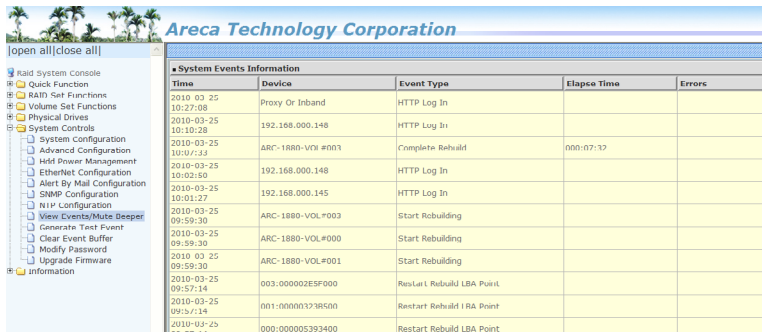 Areca Technology Corporation
|open all|close all|
Raid System Console
Quick Function
RAID Set Functions
Volume Set Functions
Physical Drives
System Controls
System Configuration
Advancd Configuration
Hdd Power Management
EtherNet Configuration
Alert By Mail Configuration
SNMP Configuration
NTP Configuration
View Events/Mute Beeper
Generate Test Event
Clear Event Buffer
Modify Password
Upgrade Firmware
Information
System Events Information
Time Device Event Type Elapse Time Errors
2010-03-25
10:27:08 Proxy Or Inband HTTP Log In
2010-03-25
10:10:28 192.168.000.148 HTTP Log In
2010-03-25
10:07:33 ARC-1880-VOL#003 Complete Rebuild 000:07:32
2010-03-25
10:02:50 192.168.000.148 HTTP Log In
2010-03-25
10:01:27 192.168.000.145 HTTP Log In
2010-03-25
09:59:30 ARC-1880-VOL#003 Start Rebuilding
2010-03-25
09:59:30 ARC-1880-VOL#000 Start Rebuilding
2010-03-25
09:59:30 ARC-1880-VOL#001 Start Rebuilding
2010-03-25
09:57:14 003:000002E5F000 Restart Rebuild LBA Point
2010-03-25
09:57:14 001:000003238500 Restart Rebuild LBA Point
2010-03-25
000:000005393400 Restart Rebuild LBA Point